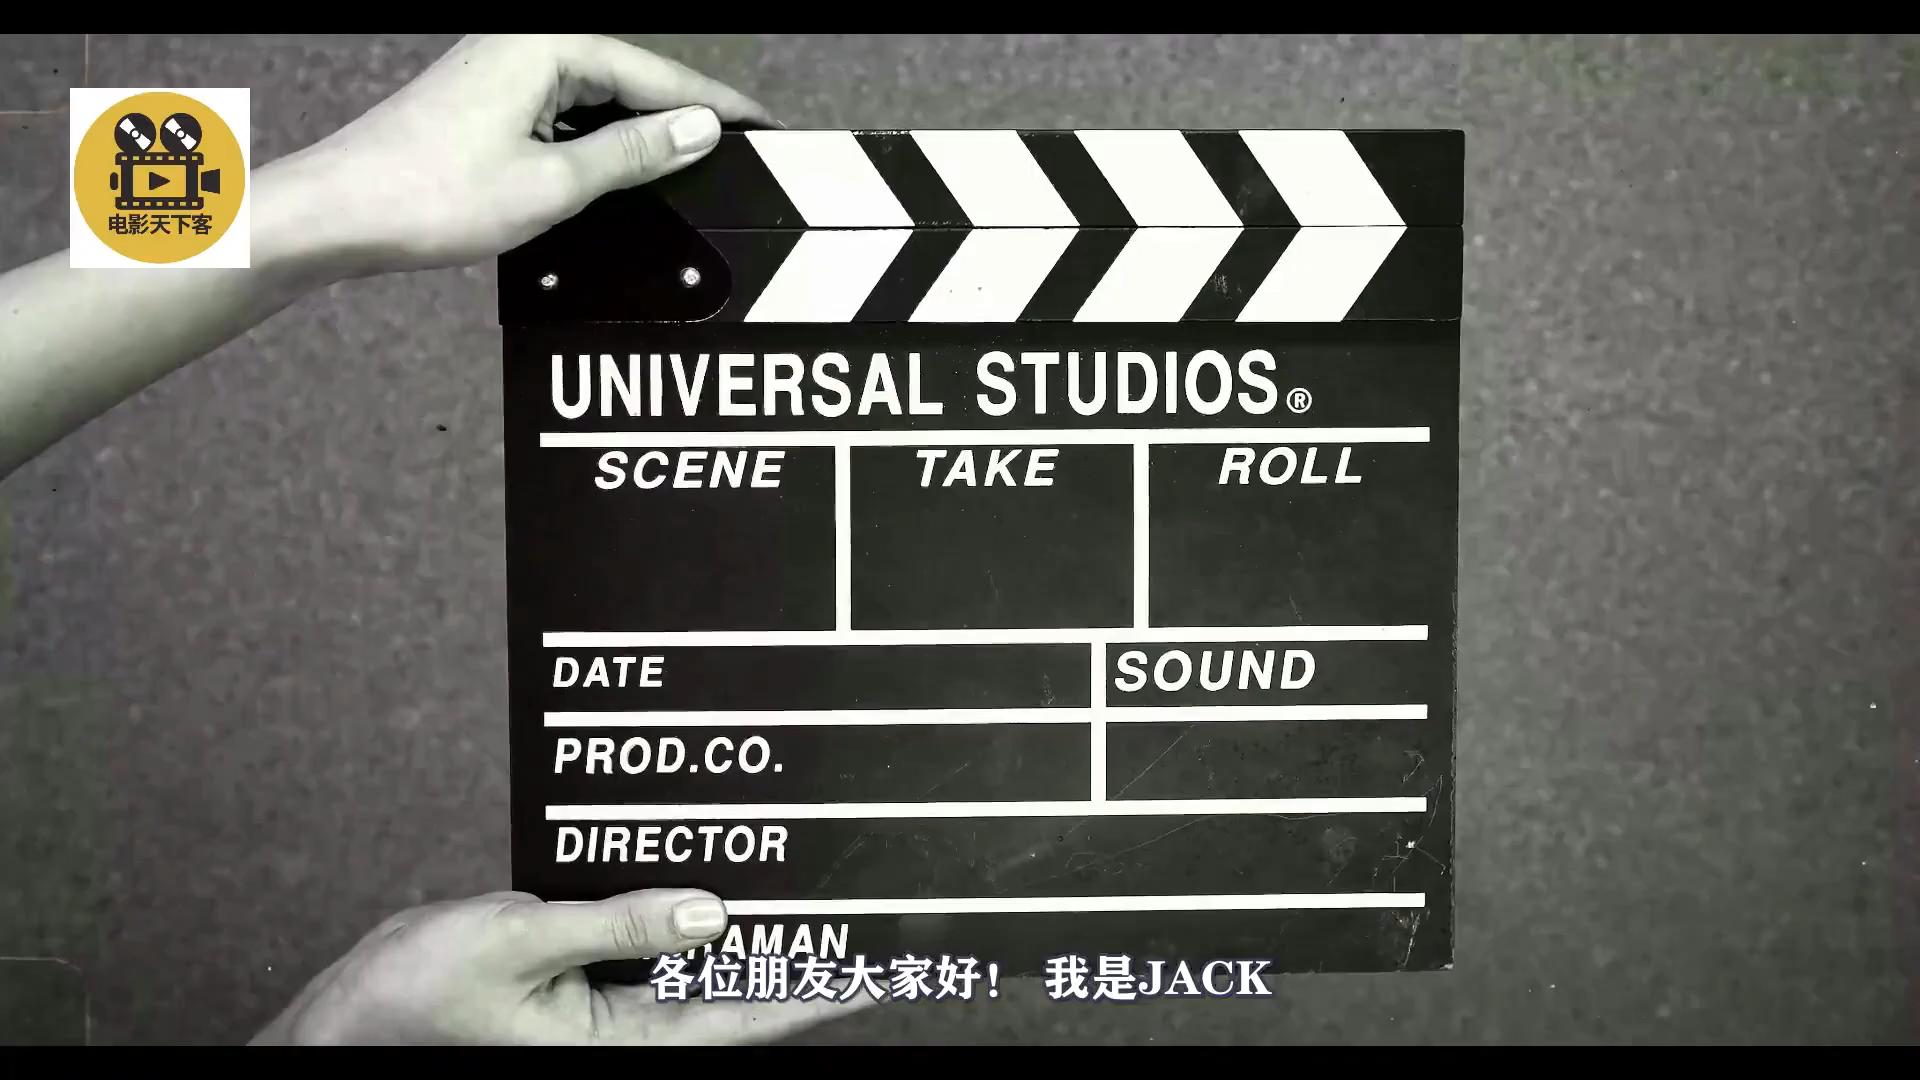 电影天下客
UNIVERSAL STUDIOS®
SCENE TAKE ROLL
DATE SOUND
PROD.CO.
DIRECTOR
RAMAN
各位朋友大家好！ 我是JACK